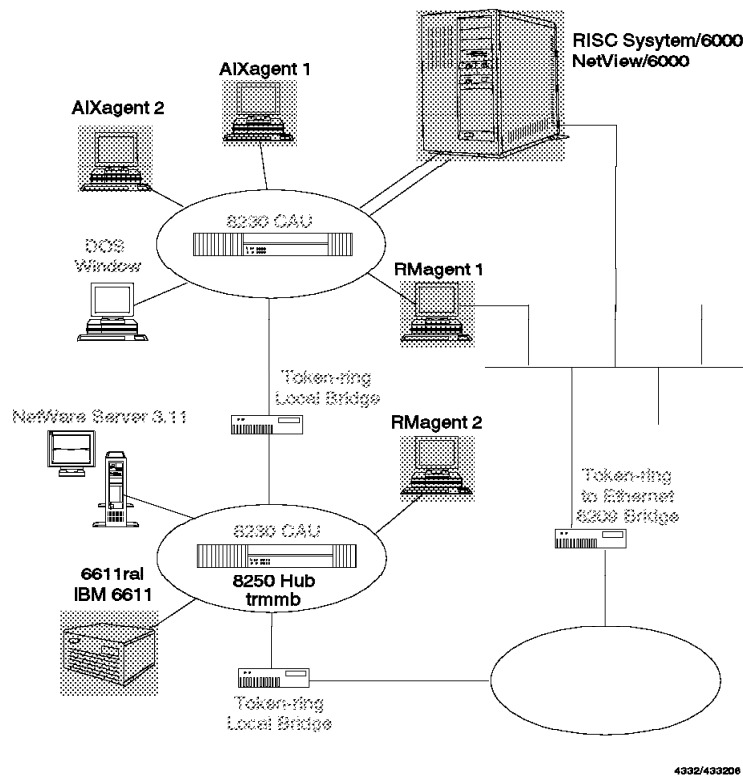 RISC Sysytem/6000
NetView/6000
AIXagent 1
AIXagent 2
8230 CAU
DOS
Window
RMagent 1
Token-ring
Local Bridge
NetWare Server 3.11
RMagent 2
Token-ring
to Ethernet
8209 Bridge
8230 CAU
8250 Hub
trmmb
6611ral
IBM 6611
Token-ring
Local Bridge
4332/433206